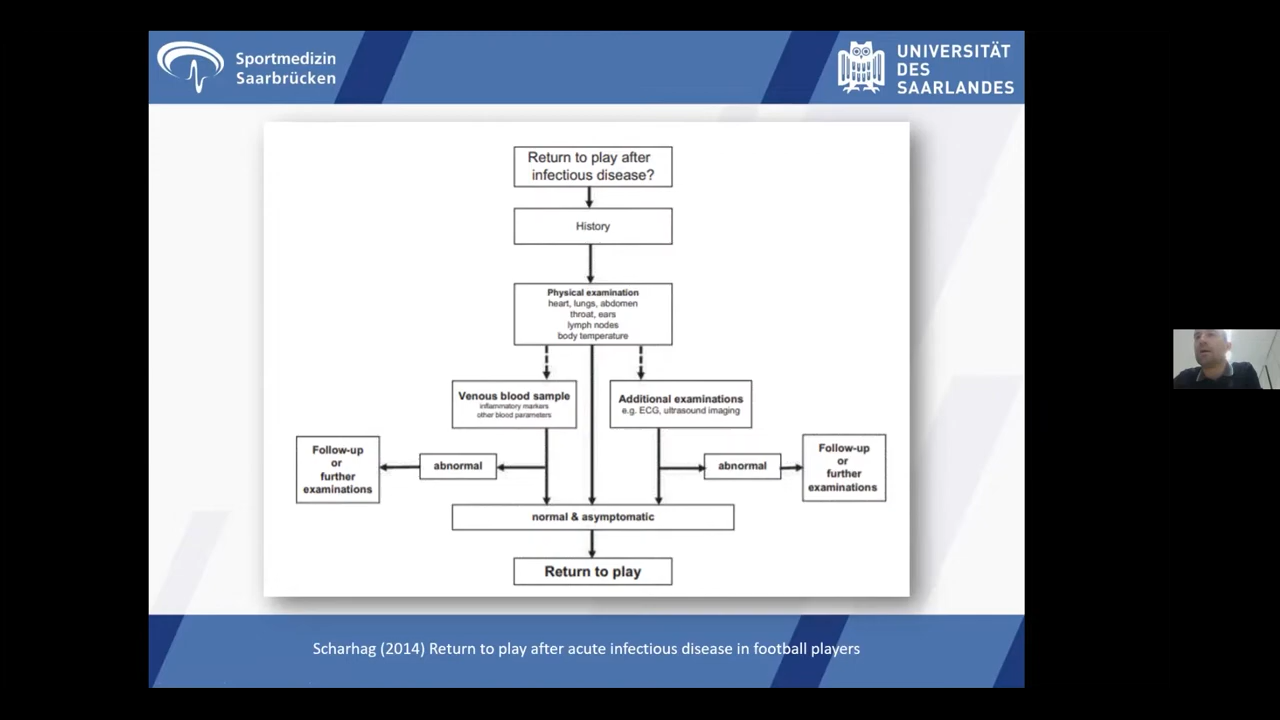 Sportmedizin
Saarbrücken
UNIVERSITÄT
DES
SAARLANDES
Return to play after
infectious disease?
History
Physical examination
heart, lungs, abdomen
throat, ears
lymph nodes
body temperature
Venous blood sample
inflammatory markers
other blood parameters
Additional examinations
e.g. ECG, ultrasound imaging
Follow-up
or
further
examinations
abnormal
abnormal
Follow-up
or
further
examinations
normal & asymptomatic
Return to play
Scharhag (2014) Return to play after acute infectious disease in football players